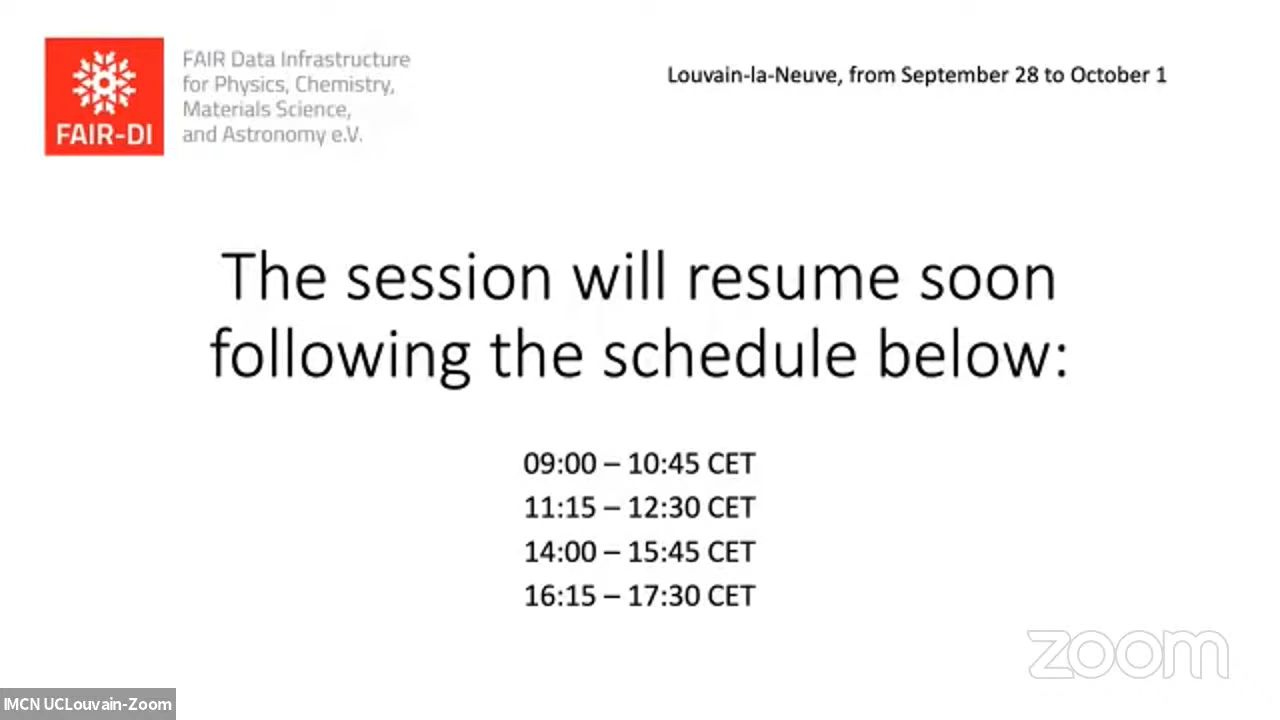 FAIR-DI
FAIR Data Infrastructure
for Physics, Chemistry,
Materials Science,
and Astronomy e.V.
Louvain-la-Neuve, from September 28 to October 1
The session will resume soon
following the schedule below:
09:00 – 10:45 CET
11:15 – 12:30 CET
14:00 – 15:45 CET
16:15 – 17:30 CET
zoom
IMCN UCLouvain-Zoom